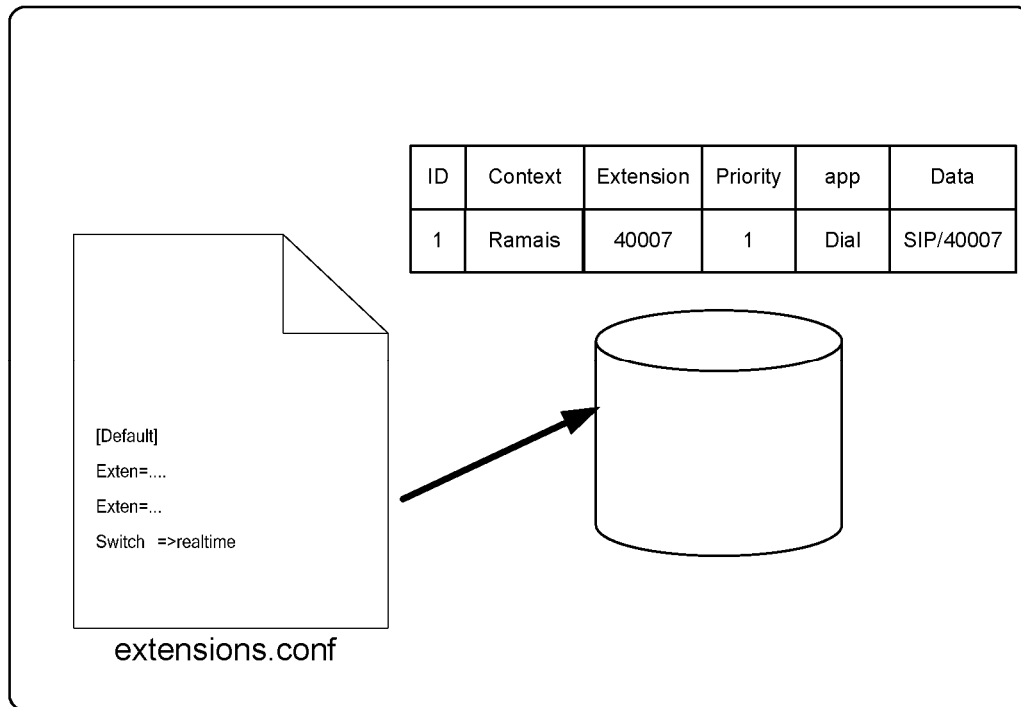 ID Context Extension Priority app Data
1 Ramais 40007 1 Dial SIP/40007
[Default]
Exten=....
Exten=...
Switch =>realtime
extensions.conf